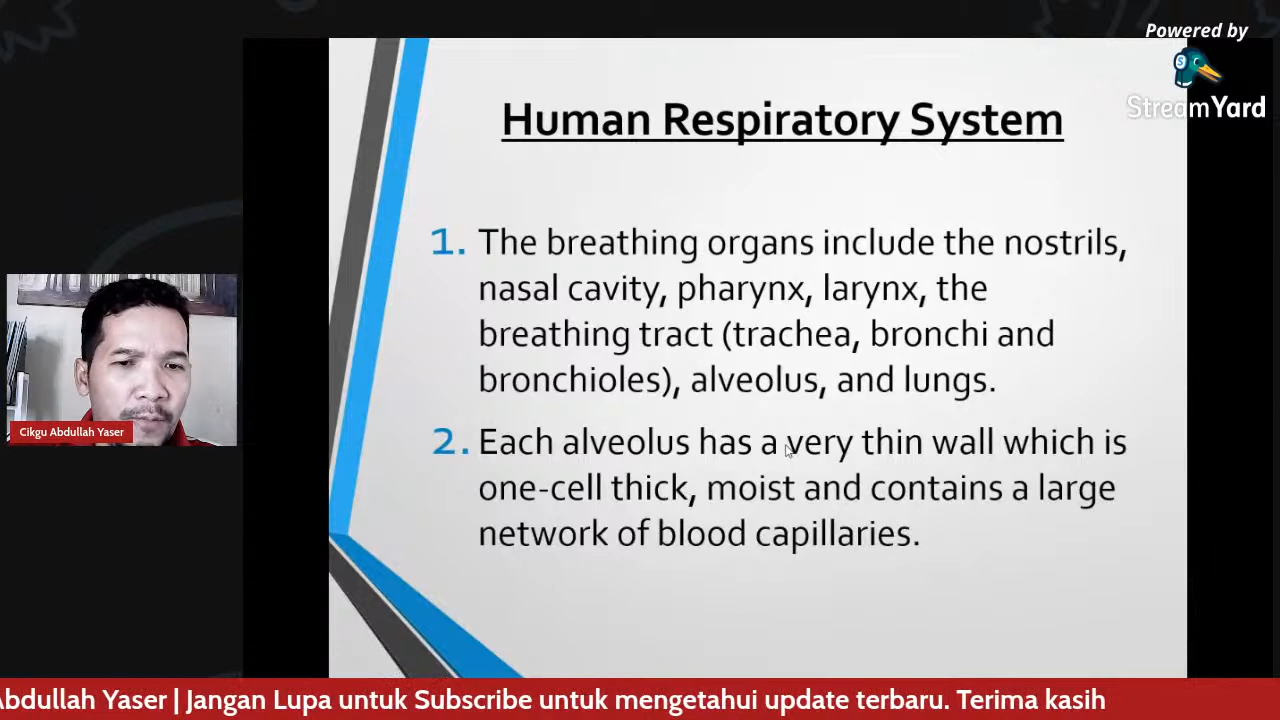 Powered by
StreamYard
Human Respiratory System
1. The breathing organs include the nostrils,
nasal cavity, pharynx, larynx, the
breathing tract (trachea, bronchi and
bronchioles), alveolus, and lungs.
2. Each alveolus has a very thin wall which is
one-cell thick, moist and contains a large
network of blood capillaries.
Cikgu Abdullah Yaser
Abdullah Yaser | Jangan Lupa untuk Subscribe untuk mengetahui update terbaru. Terima kasih